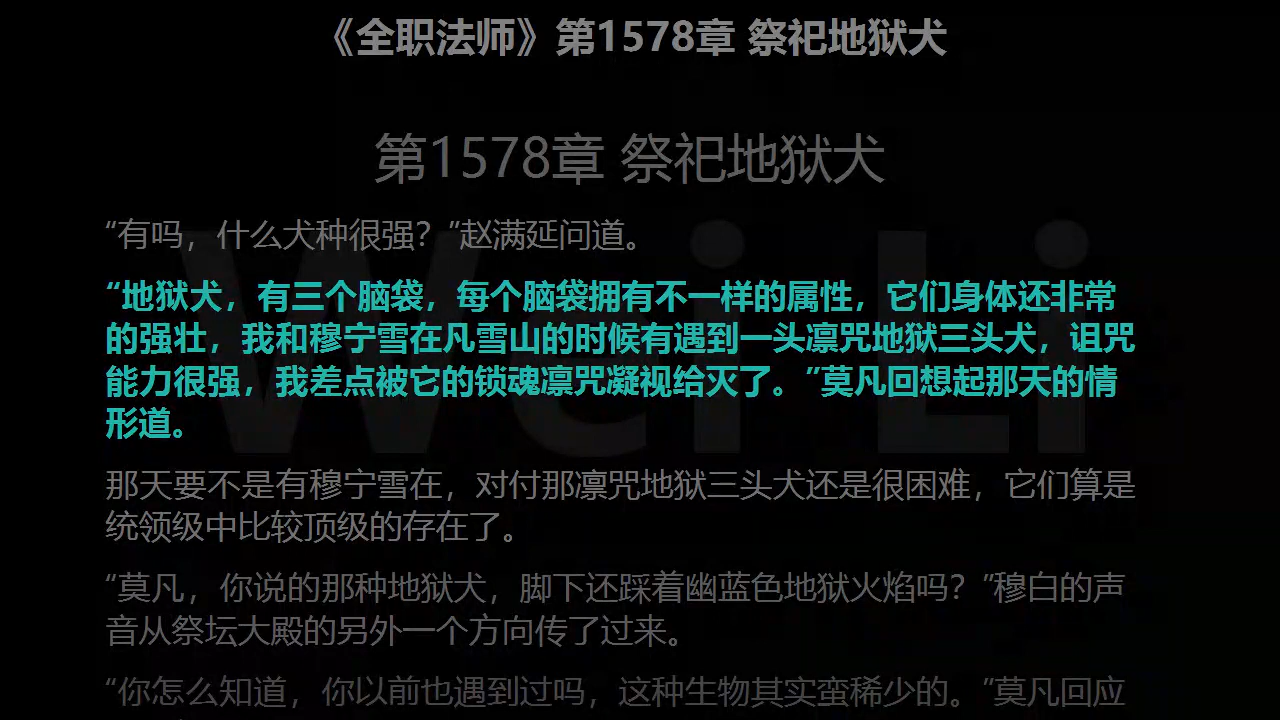 《全职法师》第1578章 祭祀地狱犬
第1578章 祭祀地狱犬
“有吗，什么犬种很强？”赵满延问道。
“地狱犬，有三个脑袋，每个脑袋拥有不一样的属性，它们身体还非常
的强壮，我和穆宁雪在凡雪山的时候有遇到一头凛咒地狱三头犬，诅咒
能力很强，我差点被它的锁魂凛咒凝视给灭了。”莫凡回想起那天的情
形道。
那天要不是有穆宁雪在，对付那凛咒地狱三头犬还是很困难，它们算是
统领级中比较顶级的存在了。
“莫凡，你说的那种地狱犬，脚下还踩着幽蓝色地狱火焰吗？”穆白的声
音从祭坛大殿的另外一个方向传了过来。
“你怎么知道，你以前也遇到过吗，这种生物其实蛮稀少的。”莫凡回应
Wei Li